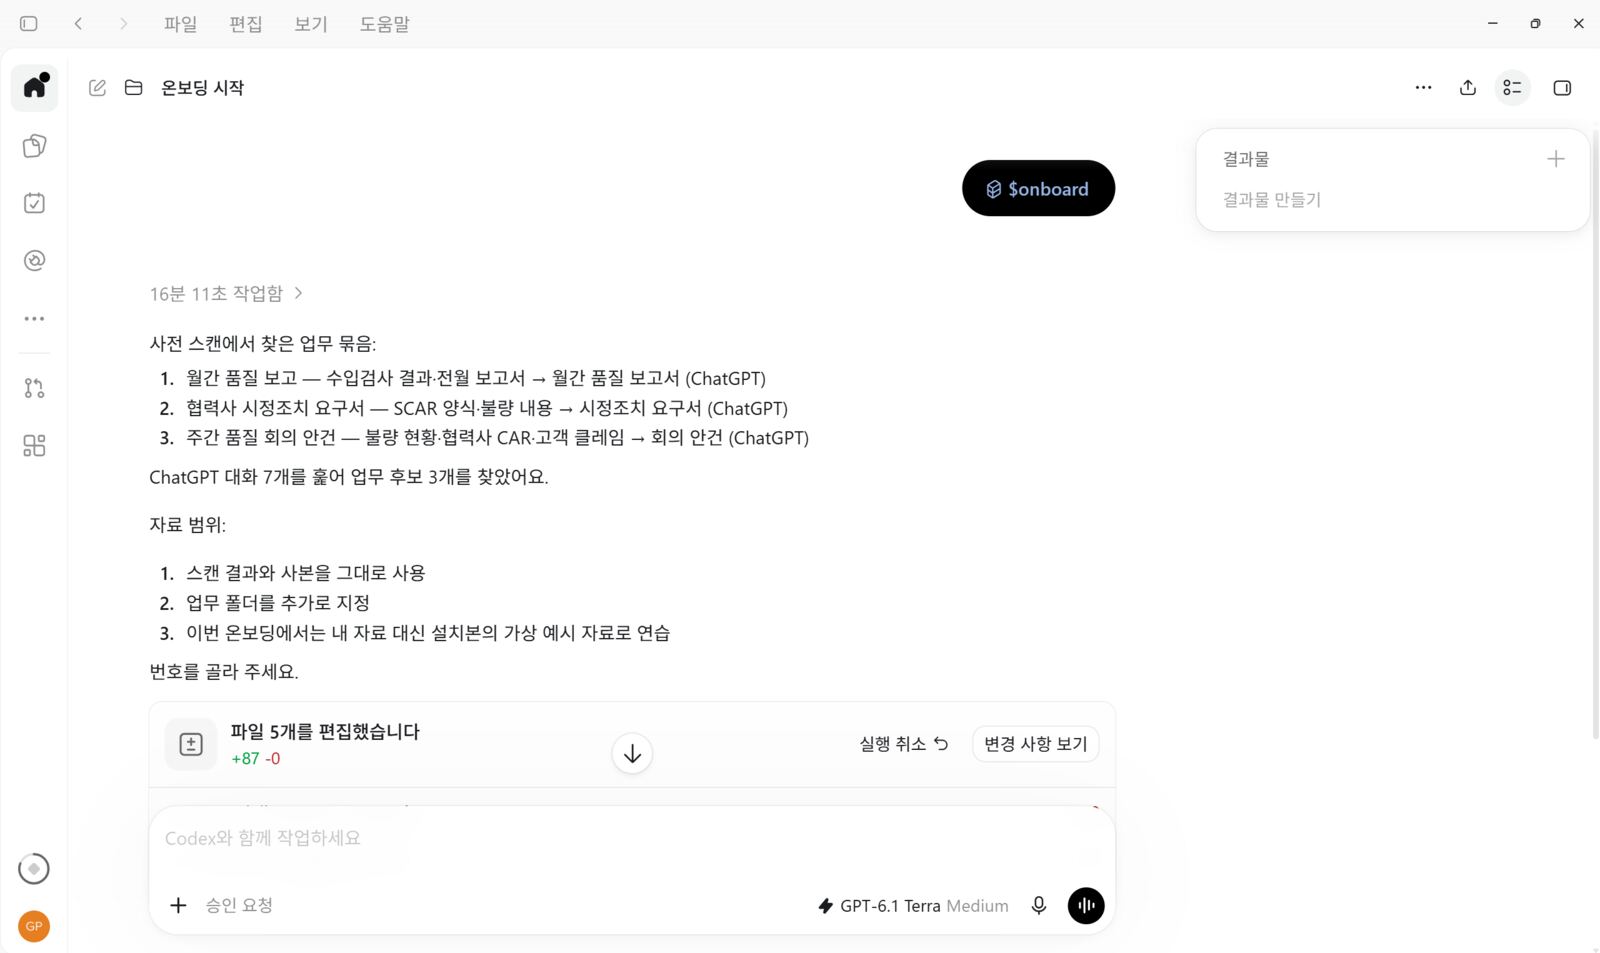 파일 편집 보기 도움말
온보딩 시작
결과물
결과물 만들기
$onboard
16분 11초 작업함
사전 스캔에서 찾은 업무 묶음:
1. 월간 품질 보고 — 수입검사 결과·전월 보고서 → 월간 품질 보고서 (ChatGPT)
2. 협력사 시정조치 요구서 — SCAR 양식·불량 내용 → 시정조치 요구서 (ChatGPT)
3. 주간 품질 회의 안건 — 불량 현황·협력사 CAR·고객 클레임 → 회의 안건 (ChatGPT)
ChatGPT 대화 7개를 훑어 업무 후보 3개를 찾았어요.
자료 범위:
1. 스캔 결과와 사본을 그대로 사용
2. 업무 폴더를 추가로 지정
3. 이번 온보딩에서는 내 자료 대신 설치본의 가상 예시 자료로 연습
번호를 골라 주세요.
파일 5개를 편집했습니다
+87 -0
실행 취소
변경 사항 보기
Codex와 함께 작업하세요
승인 요청
GPT-6.1 Terra Medium
GP